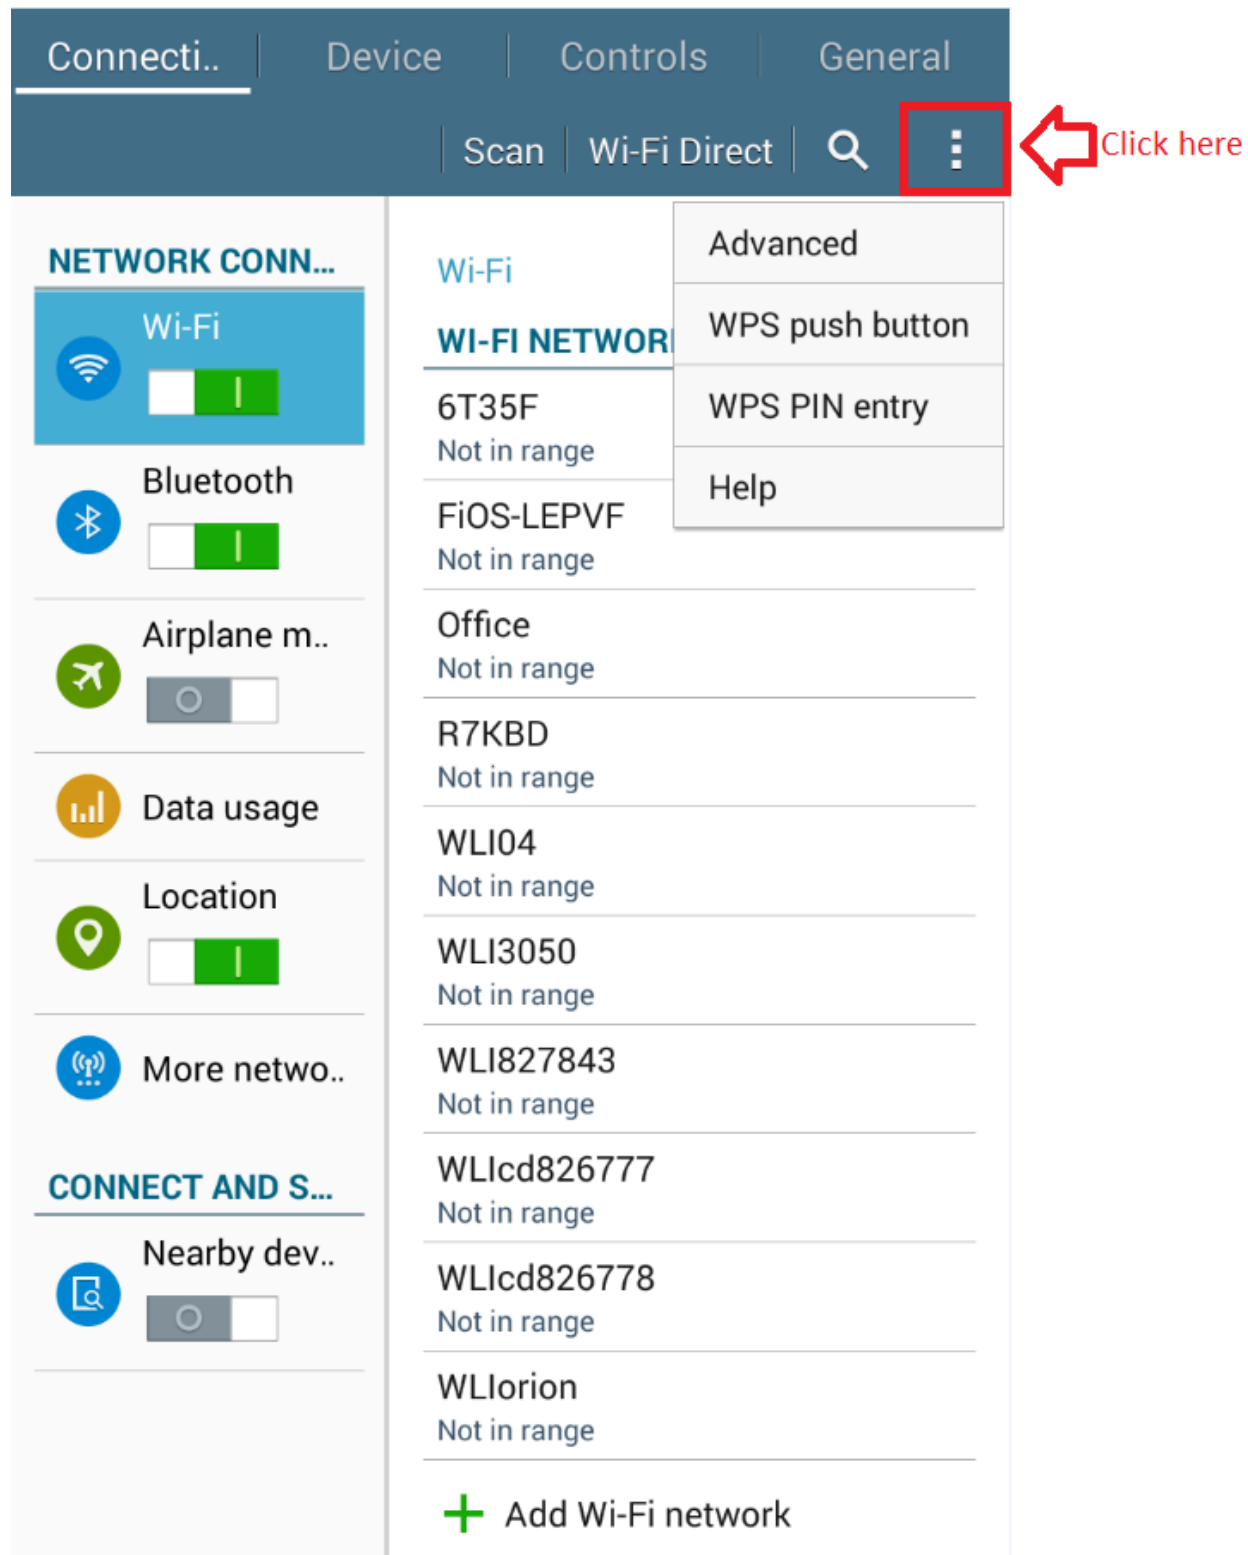 Connecti..
Device
Controls
General
Scan
Wi-Fi Direct
Click here
Advanced
WPS push button
WPS PIN entry
Help
NETWORK CONN...
Wi-Fi
Bluetooth
Airplane m..
Data usage
Location
More netwo..
CONNECT AND S...
Nearby dev..
Wi-Fi
WI-FI NETWOR
6T35F
Not in range
FiOS-LEPVF
Not in range
Office
Not in range
R7KBD
Not in range
WLI04
Not in range
WLI3050
Not in range
WLI827843
Not in range
WLIcd826777
Not in range
WLIcd826778
Not in range
WLIorion
Not in range
Add Wi-Fi network